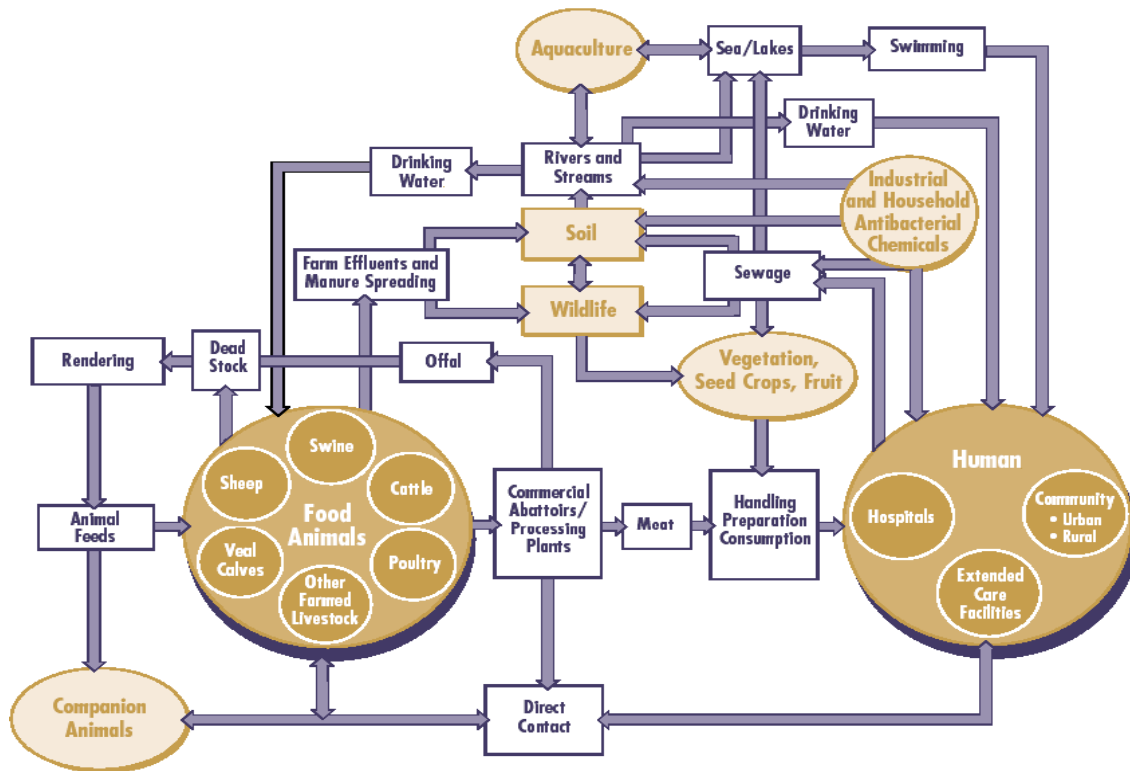 Aquaculture
Sea/Lakes
Swimming
Drinking
Water
Drinking
Water
Rivers and
Streams
Industrial
and Household
Antibacterial
Chemicals
Soil
Farm Effluents and
Manure Spreading
Sewage
Wildlife
Rendering
Dead
Stock
Offal
Vegetation,
Seed Crops, Fruit
Swine
Sheep
Cattle
Food
Animals
Veal
Calves
Poultry
Other
Farmed
Livestock
Animal
Feeds
Commercial
Abattoirs/
Processing
Plants
Meat
Handling
Preparation
Consumption
Human
Hospitals
Community
• Urban
• Rural
Extended
Care
Facilities
Companion
Animals
Direct
Contact